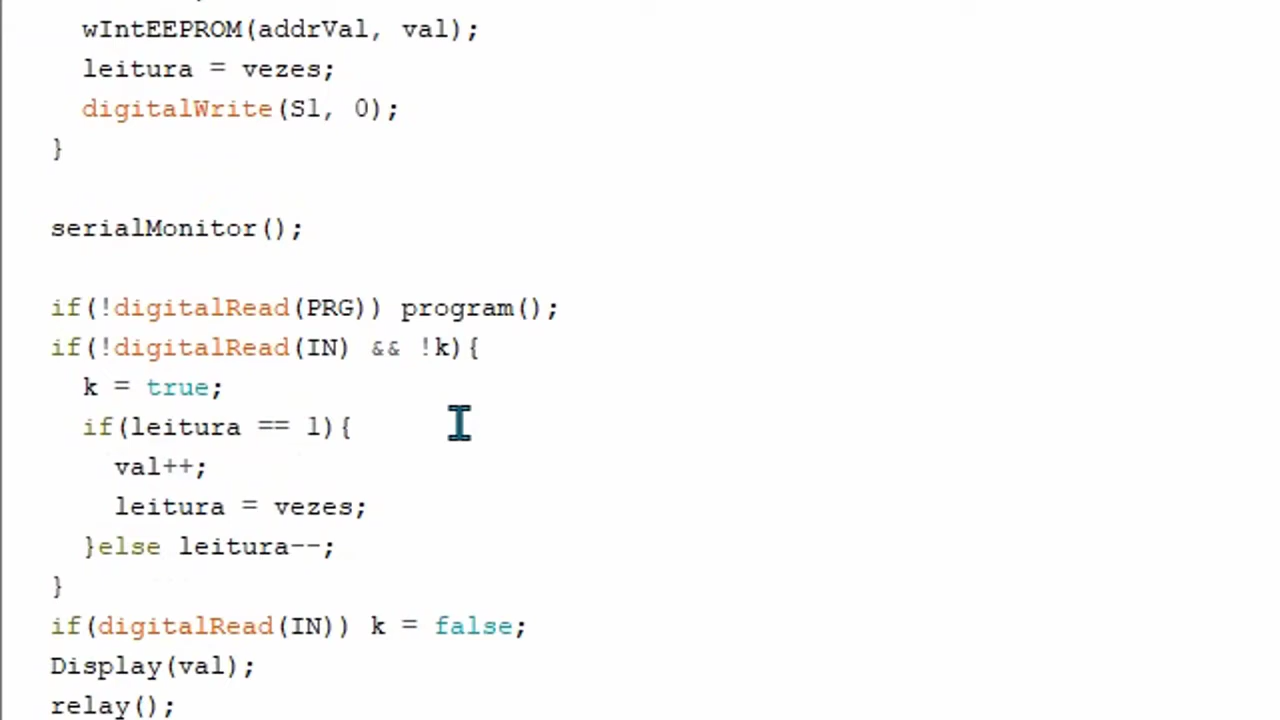 wIntEEPROM(addrVal, val);
leitura = vezes;
digitalWrite(Sl, 0);
}
serialMonitor();
if(!digitalRead(PRG)) program();
if(!digitalRead(IN) && !k){
k = true;
if(leitura == 1){
val++;
leitura = vezes;
}else leitura--;
}
if(digitalRead(IN)) k = false;
Display(val);
relay();